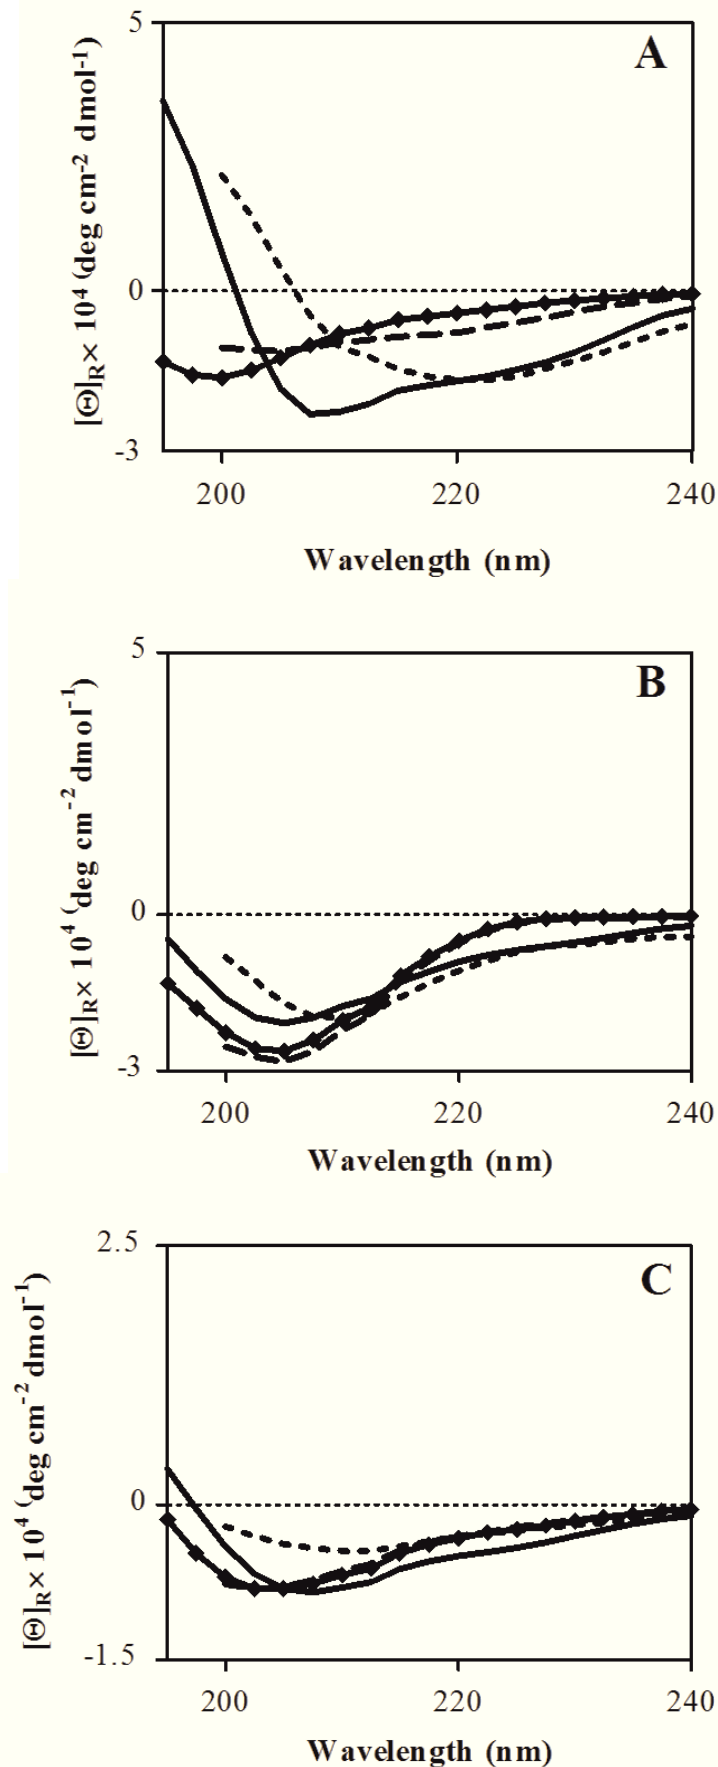 A
5
0
-3
[Θ]R× 10⁴ (deg cm-² dmol-¹)
200 220 240
Wavelength (nm)
B
5
0
-3
[Θ]R× 10⁴ (deg cm⁻² dmol⁻¹)
200 220 240
Wavelength (nm)
C
2.5
0
-1.5
[Θ]R× 10⁴ (deg cm⁻² dmol⁻¹)
200 220 240
Wavelength (nm)